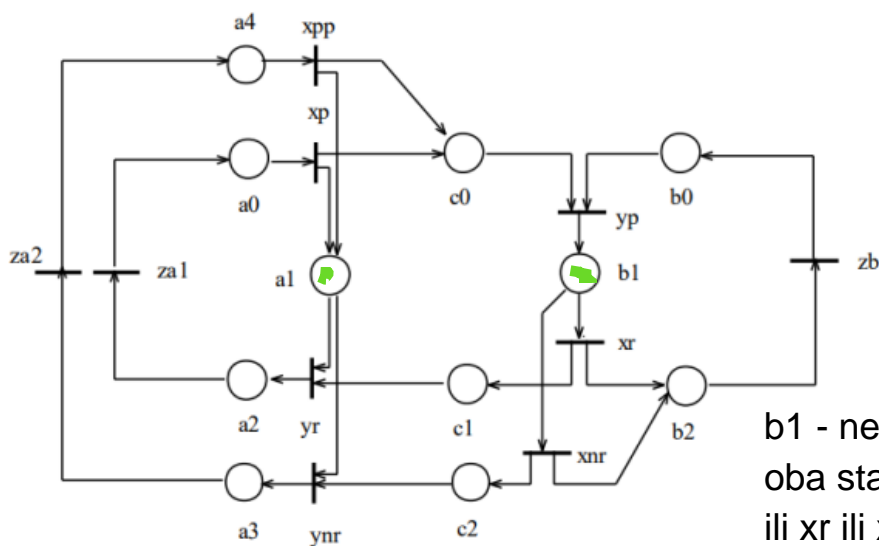 a4
xpp
xp
a0
c0
b0
yp
za2
za1
a1
b1
zb
xr
a2
yr
c1
b2
xnr
a3
ynr
c2
b1 - ne
oba sta
ili xr ili